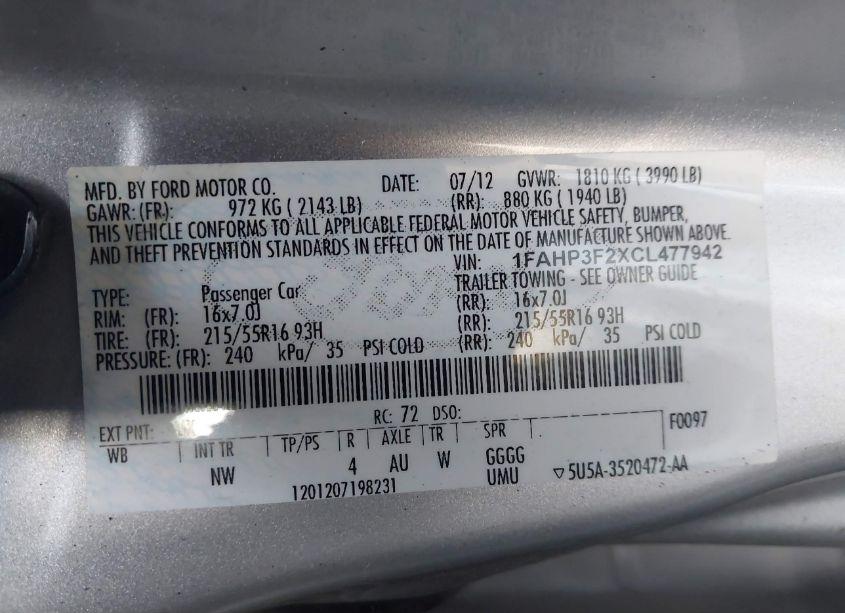 MFD. BY FORD MOTOR CO. DATE: 07/12 GVWR: 1810 KG ( 3990 LB)
GAWR: (FR): 972 KG ( 2143 LB) (RR): 880 KG ( 1940 LB)
THIS VEHICLE CONFORMS TO ALL APPLICABLE FEDERAL MOTOR VEHICLE SAFETY, BUMPER,
AND THEFT PREVENTION STANDARDS IN EFFECT ON THE DATE OF MANUFACTURE SHOWN ABOVE.
VIN: 1FAHP3F2XCL477942
TYPE: Passenger Car TRAILER TOWING - SEE OWNER GUIDE
RIM: (FR): 16x7.0J (RR): 16x7.0J
TIRE: (FR): 215/55R16 93H (RR): 215/55R16 93H
PRESSURE: (FR): 240 kPa/ 35 PSI COLD (RR): 240 kPa/ 35 PSI COLD
RC: 72 DSO:
EXT PNT: F0097
WB INT TR TP/PS R AXLE TR SPR
NW 4 AU W GGGG
1201207198231 UMU ▽5U5A-3520472-AA